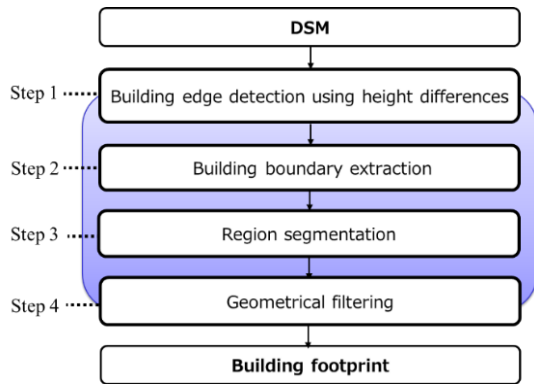 DSM
Step 1
Building edge detection using height differences
Step 2
Building boundary extraction
Step 3
Region segmentation
Step 4
Geometrical filtering
Building footprint